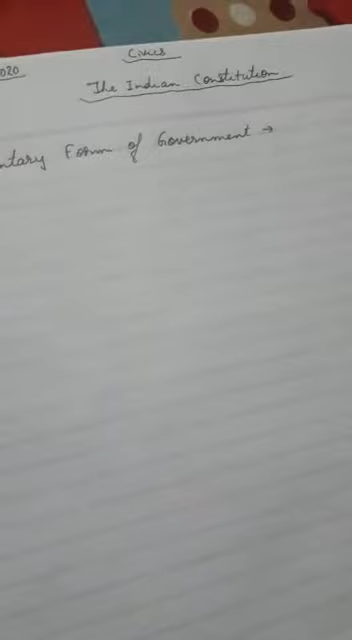 Civics
2020
The Indian Constitution
ntary Form of Government →